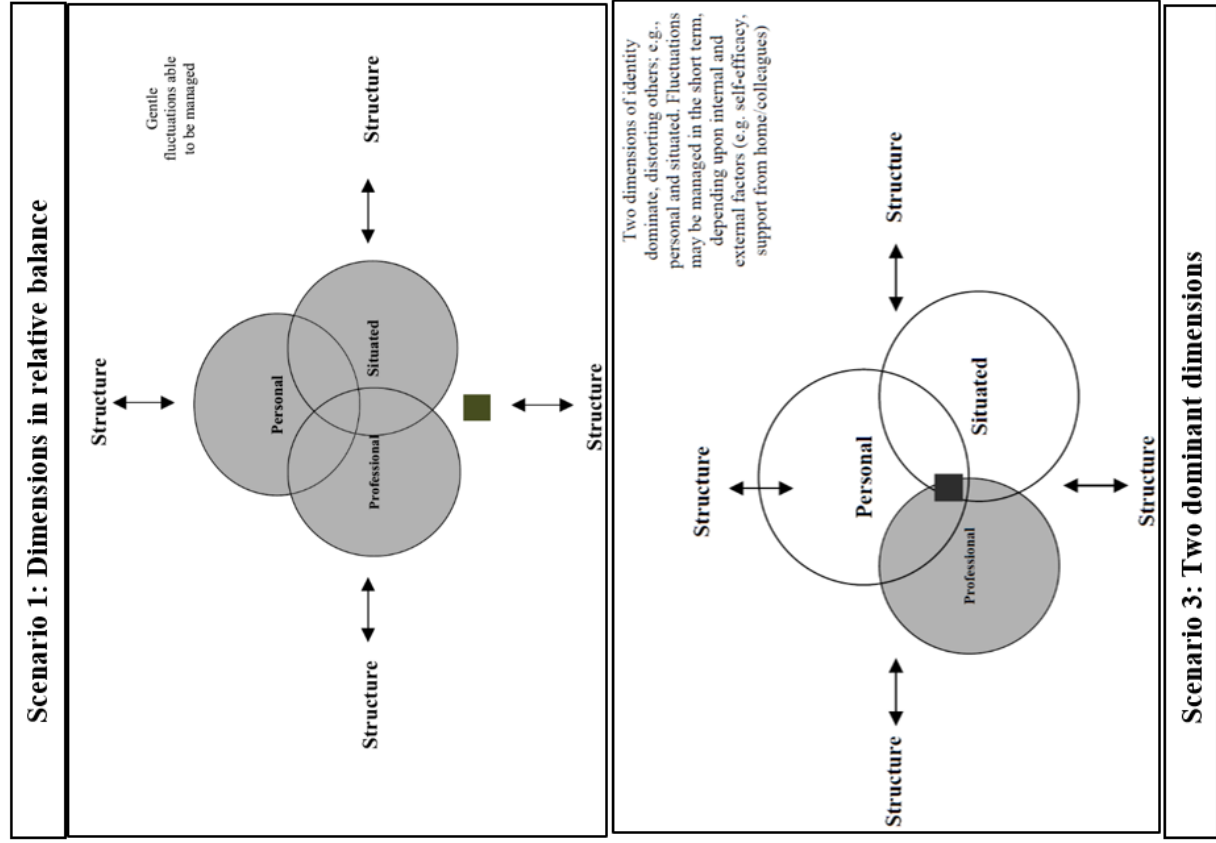 Scenario 1: Dimensions in relative balance
Gentle
fluctuations able
to be managed
Structure
Structure
Structure
Structure
Personal
Professional
Situated
Two dimensions of identity
dominate, distorting others; e.g.,
personal and situated. Fluctuations
may be managed in the short term,
depending upon internal and
external factors (e.g. self-efficacy,
support from home/colleagues)
Structure
Structure
Structure
Structure
Personal
Professional
Situated
Scenario 3: Two dominant dimensions